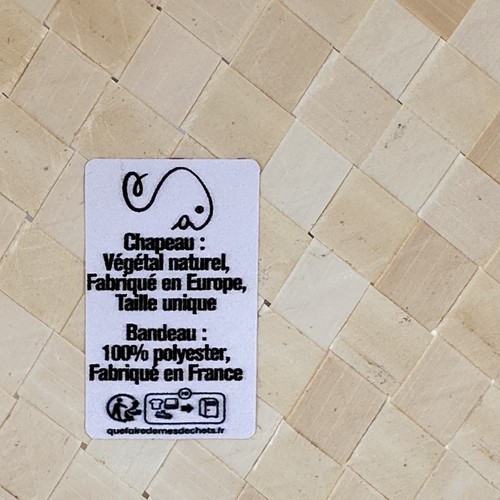 Chapeau :
Végétal naturel,
Fabriqué en Europe,
Taille unique
Bandeau :
100% polyester,
Fabriqué en France
quefairedemesdechets.fr